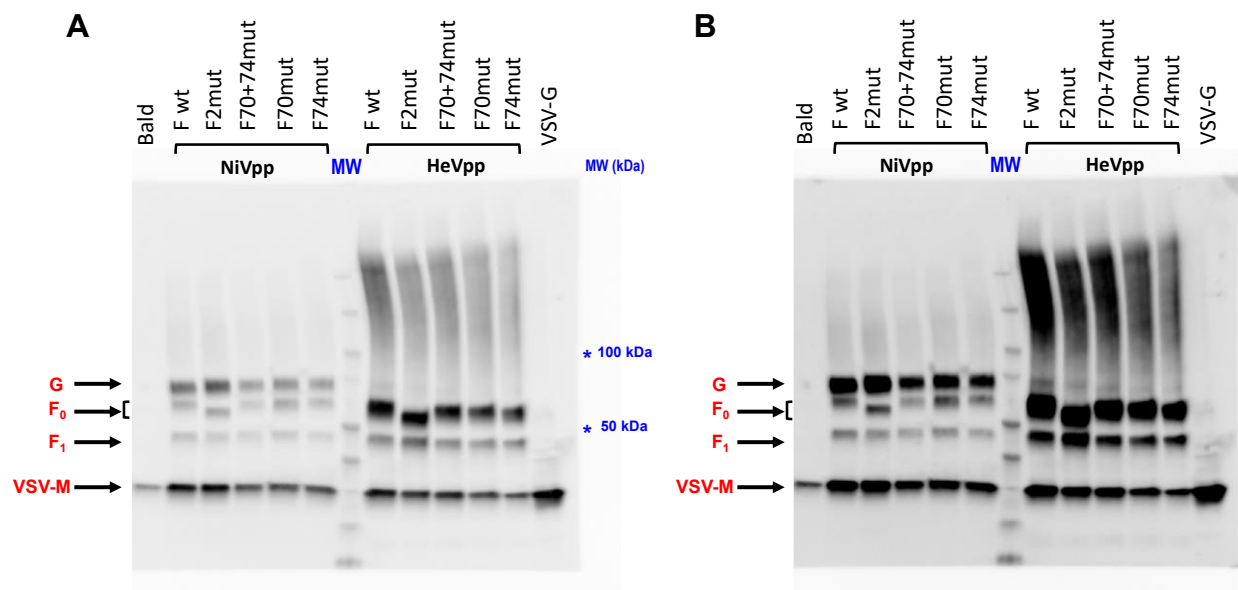 A
Bald
F wt
F2mut
F70+74mut
F70mut
F74mut
F wt
F2mut
F70+74mut
F70mut
F74mut
VSV-G
NiVpp
MW
HeVpp
MW (kDa)
* 100 kDa
G
F₀
* 50 kDa
F₁
VSV-M
B
Bald
F wt
F2mut
F70+74mut
F70mut
F74mut
F wt
F2mut
F70+74mut
F70mut
F74mut
VSV-G
NiVpp
MW
HeVpp
G
F₀
F₁
VSV-M